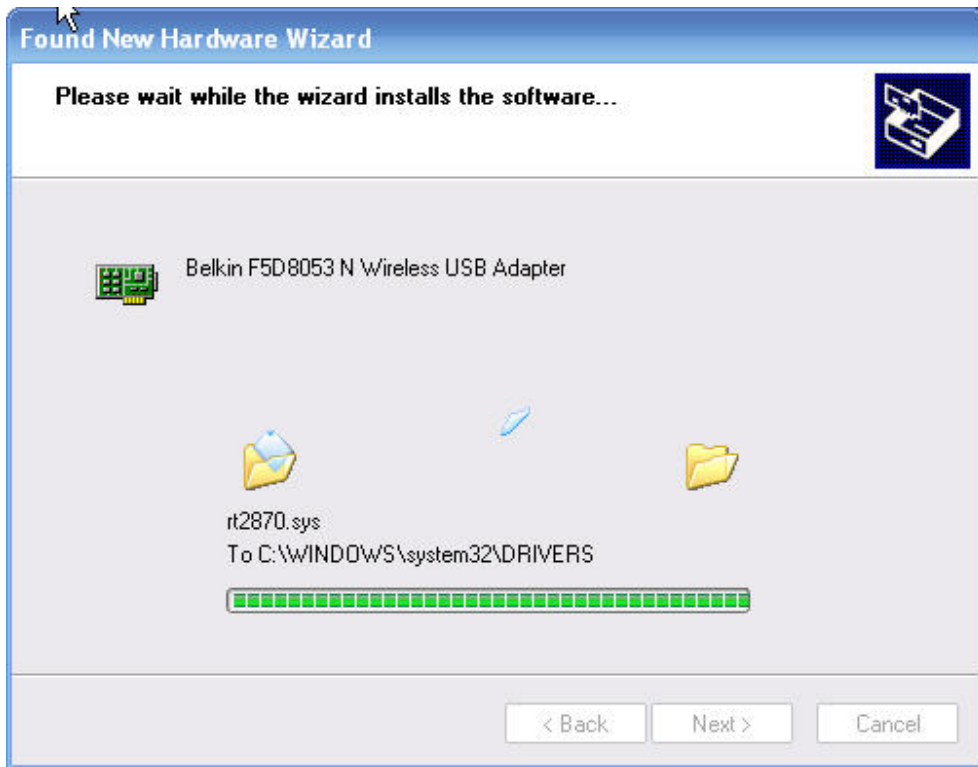 Found New Hardware Wizard
Please wait while the wizard installs the software...
Belkin F5D8053 N Wireless USB Adapter
rt2870.sys
To C:\WINDOWS\system32\DRIVERS
< Back
Next >
Cancel